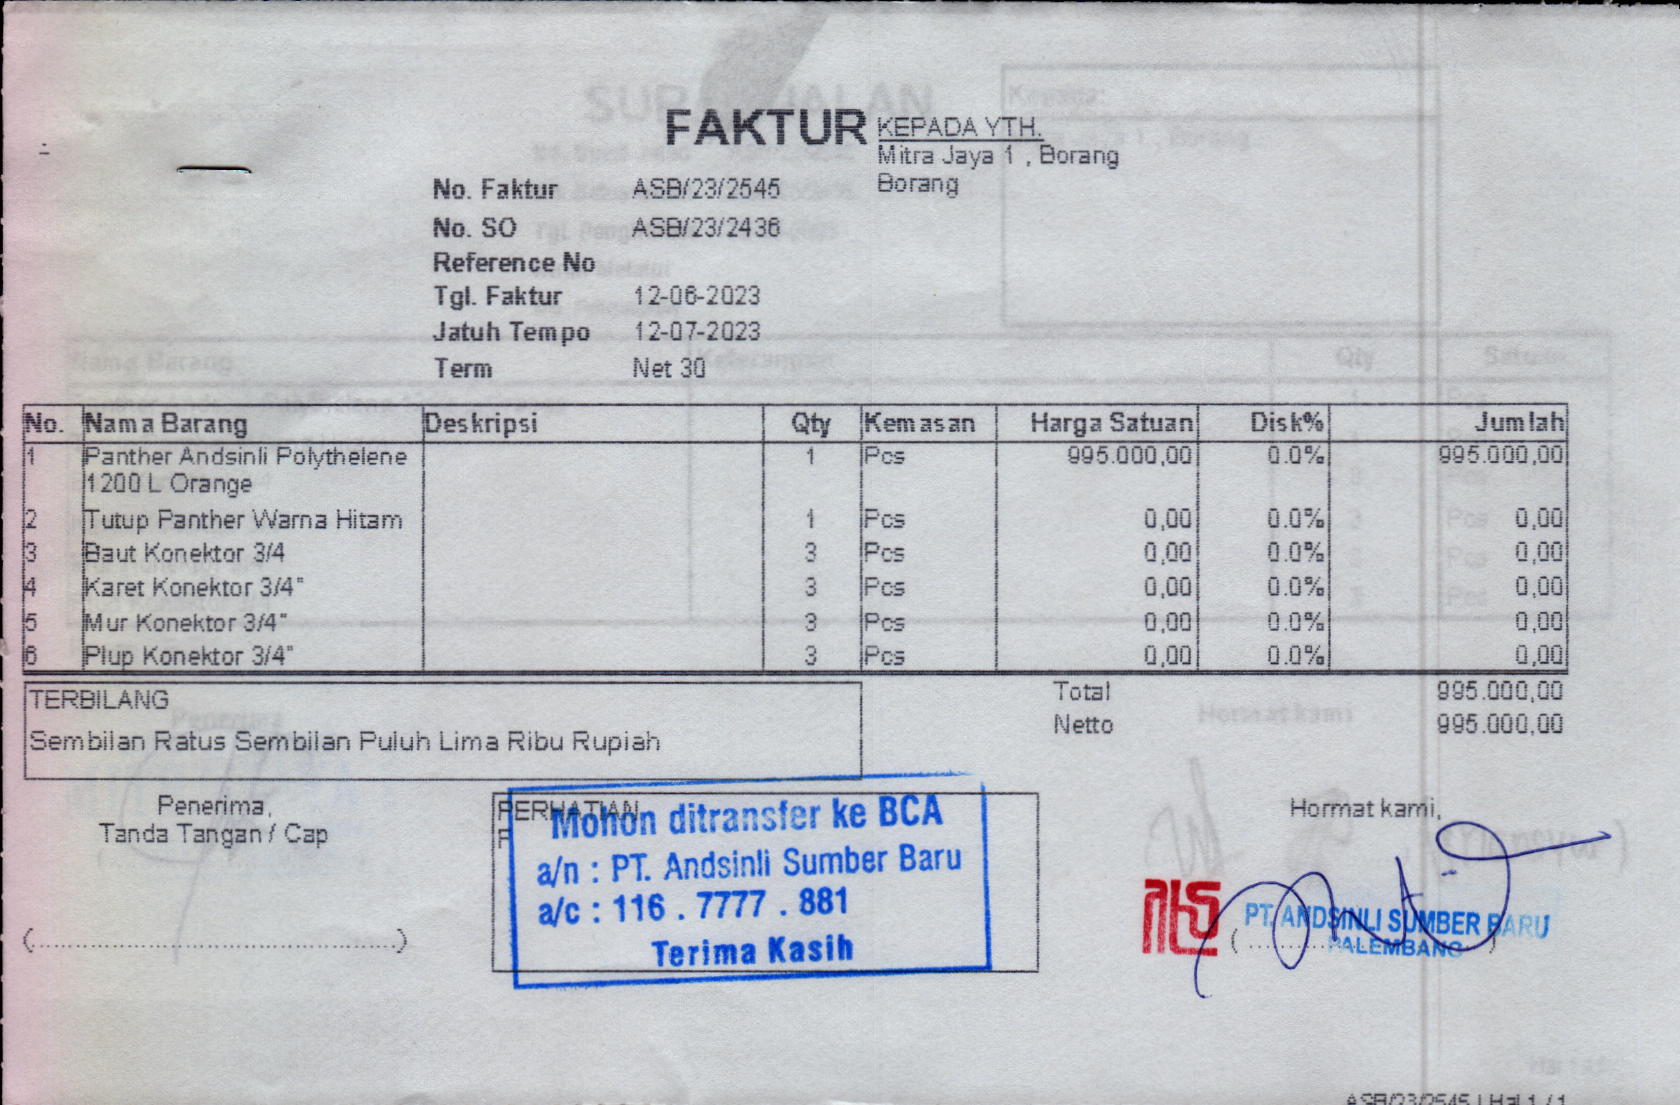 FAKTUR
KEPADA YTH.
Mitra Jaya 1 , Borang
Borang
No. Faktur ASB/23/2545
No. SO ASB/23/2436
Reference No
Tgl. Faktur 12-06-2023
Jatuh Tempo 12-07-2023
Term Net 30
No. Nama Barang Deskripsi Qty Kemasan Harga Satuan Disk% Jumlah
1 Panther Andsinli Polythelene 1 Pcs 995.000,00 0.0% 995.000,00
1200 L Orange
2 Tutup Panther Warna Hitam 1 Pcs 0,00 0.0% 0,00
3 Baut Konektor 3/4 3 Pcs 0,00 0.0% 0,00
4 Karet Konektor 3/4" 3 Pcs 0,00 0.0% 0,00
5 Mur Konektor 3/4" 3 Pcs 0,00 0.0% 0,00
6 Plup Konektor 3/4" 3 Pcs 0,00 0.0% 0,00
TERBILANG
Sembilan Ratus Sembilan Puluh Lima Ribu Rupiah
Total 995.000,00
Netto 995.000,00
Penerima,
Tanda Tangan / Cap
PERHATIAN
Mohon ditransfer ke BCA
a/n : PT. Andsinli Sumber Baru
a/c : 116 . 7777 . 881
Terima Kasih
Hormat kami,
PT. ANDSINLI SUMBER BARU
PALEMBANG
ASB/23/2545 | Hal 1 / 1